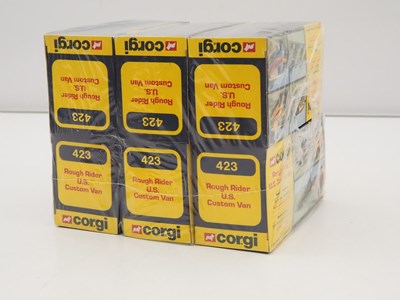 corgi
Rough Rider
U.S.
Custom Van
423
corgi
Rough Rider
U.S.
Custom Van
423
corgi
Rough Rider
U.S.
Custom Van
423
423
Rough Rider
U.S.
Custom Van
corgi
423
Rough Rider
U.S.
Custom Van
corgi
423
Rough Rider
U.S.
Custom Van
corgi